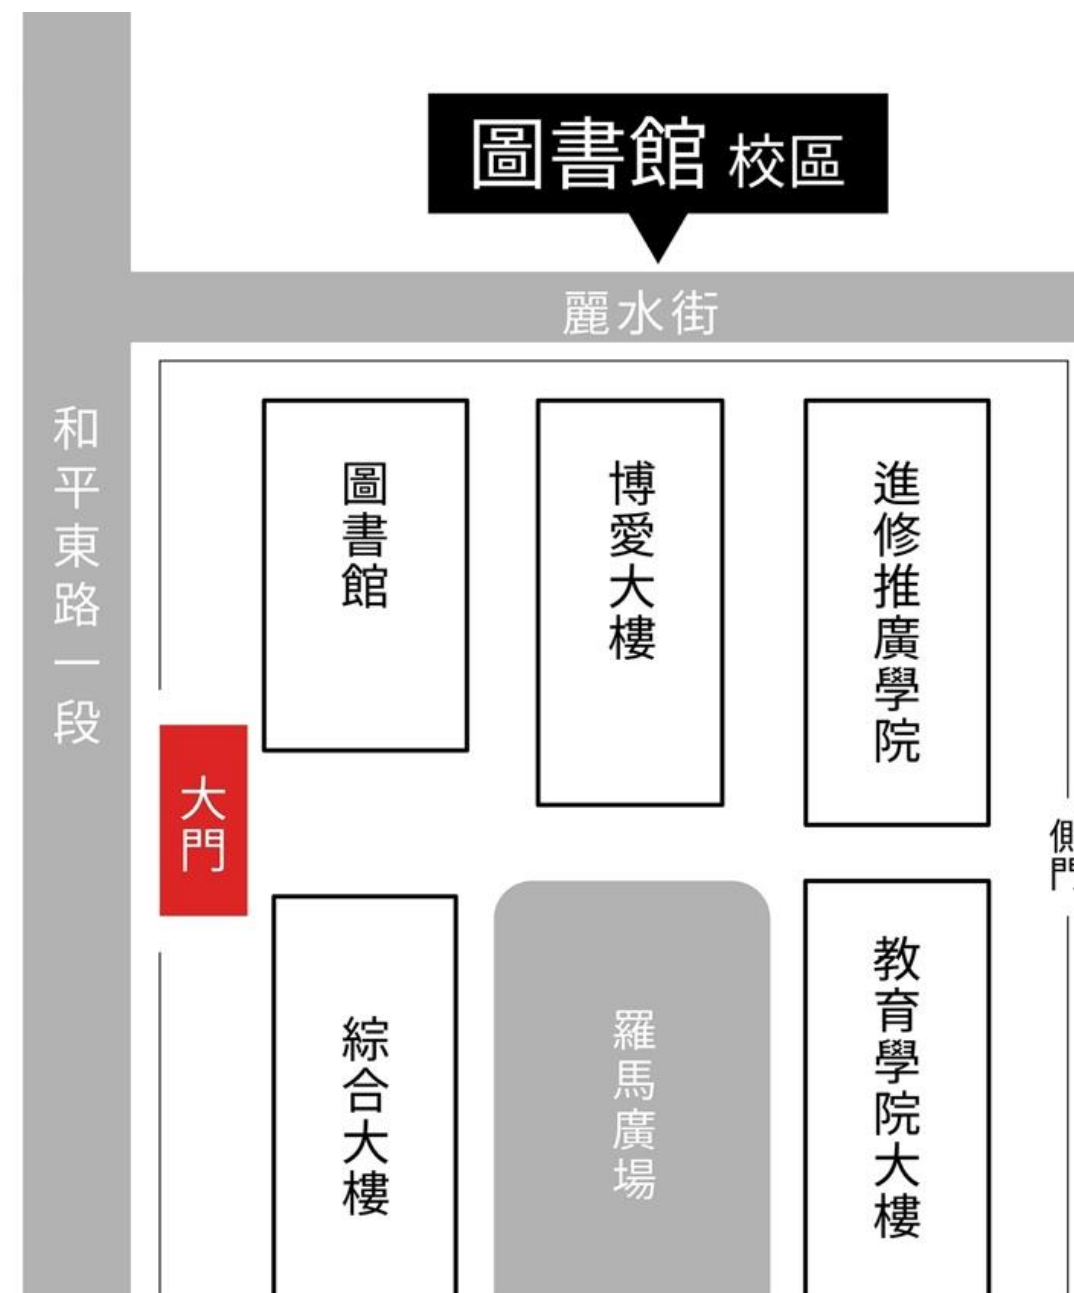 圖書館 校區
麗水街
和平東路一段
圖書館
博愛大樓
進修推廣學院
大門
側門
綜合大樓
羅馬廣場
教育學院大樓